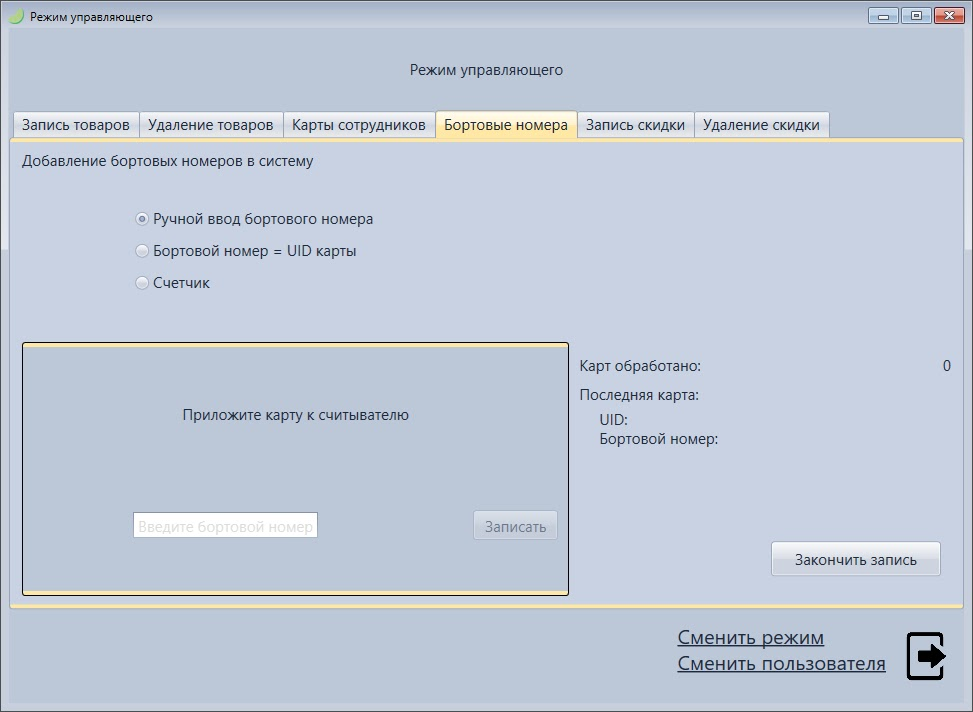 Режим управляющего
Режим управляющего
Запись товаров Удаление товаров Карты сотрудников Бортовые номера Запись скидки Удаление скидки
Добавление бортовых номеров в систему
Ручной ввод бортового номера
Бортовой номер = UID карты
Счетчик
Приложите карту к считывателю
Введите бортовой номер
Записать
Карт обработано: 0
Последняя карта:
UID:
Бортовой номер:
Закончить запись
Сменить режим
Сменить пользователя